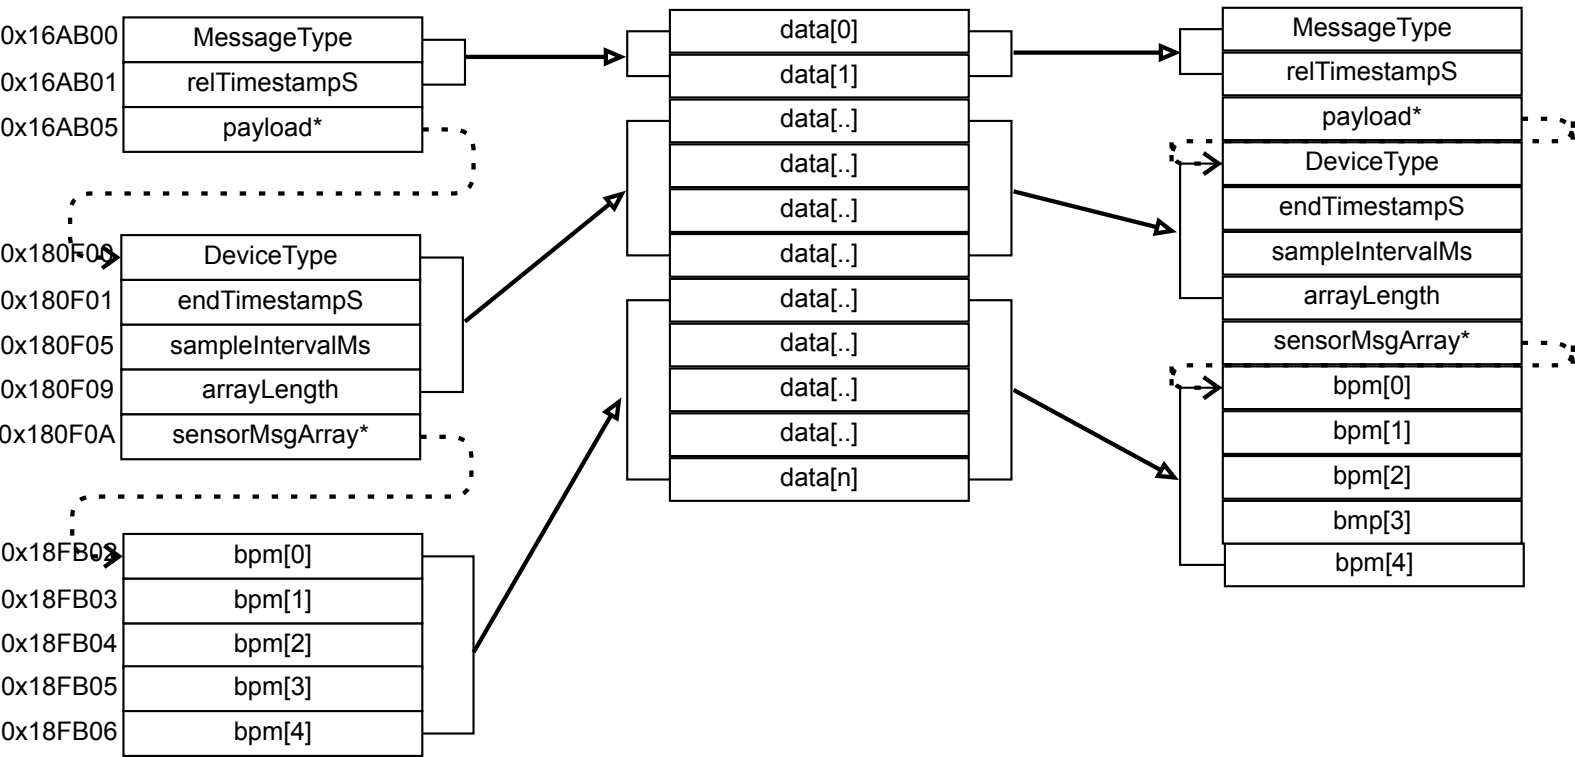 0x16AB00 MessageType
0x16AB01 relTimestampS
0x16AB05 payload*
0x180F00 DeviceType
0x180F01 endTimestampS
0x180F05 sampleIntervalMs
0x180F09 arrayLength
0x180F0A sensorMsgArray*
0x18FB02 bpm[0]
0x18FB03 bpm[1]
0x18FB04 bpm[2]
0x18FB05 bpm[3]
0x18FB06 bpm[4]
data[0]
data[1]
data[..]
data[..]
data[..]
data[..]
data[..]
data[..]
data[..]
data[..]
data[n]
MessageType
relTimestampS
payload*
DeviceType
endTimestampS
sampleIntervalMs
arrayLength
sensorMsgArray*
bpm[0]
bpm[1]
bpm[2]
bmp[3]
bpm[4]